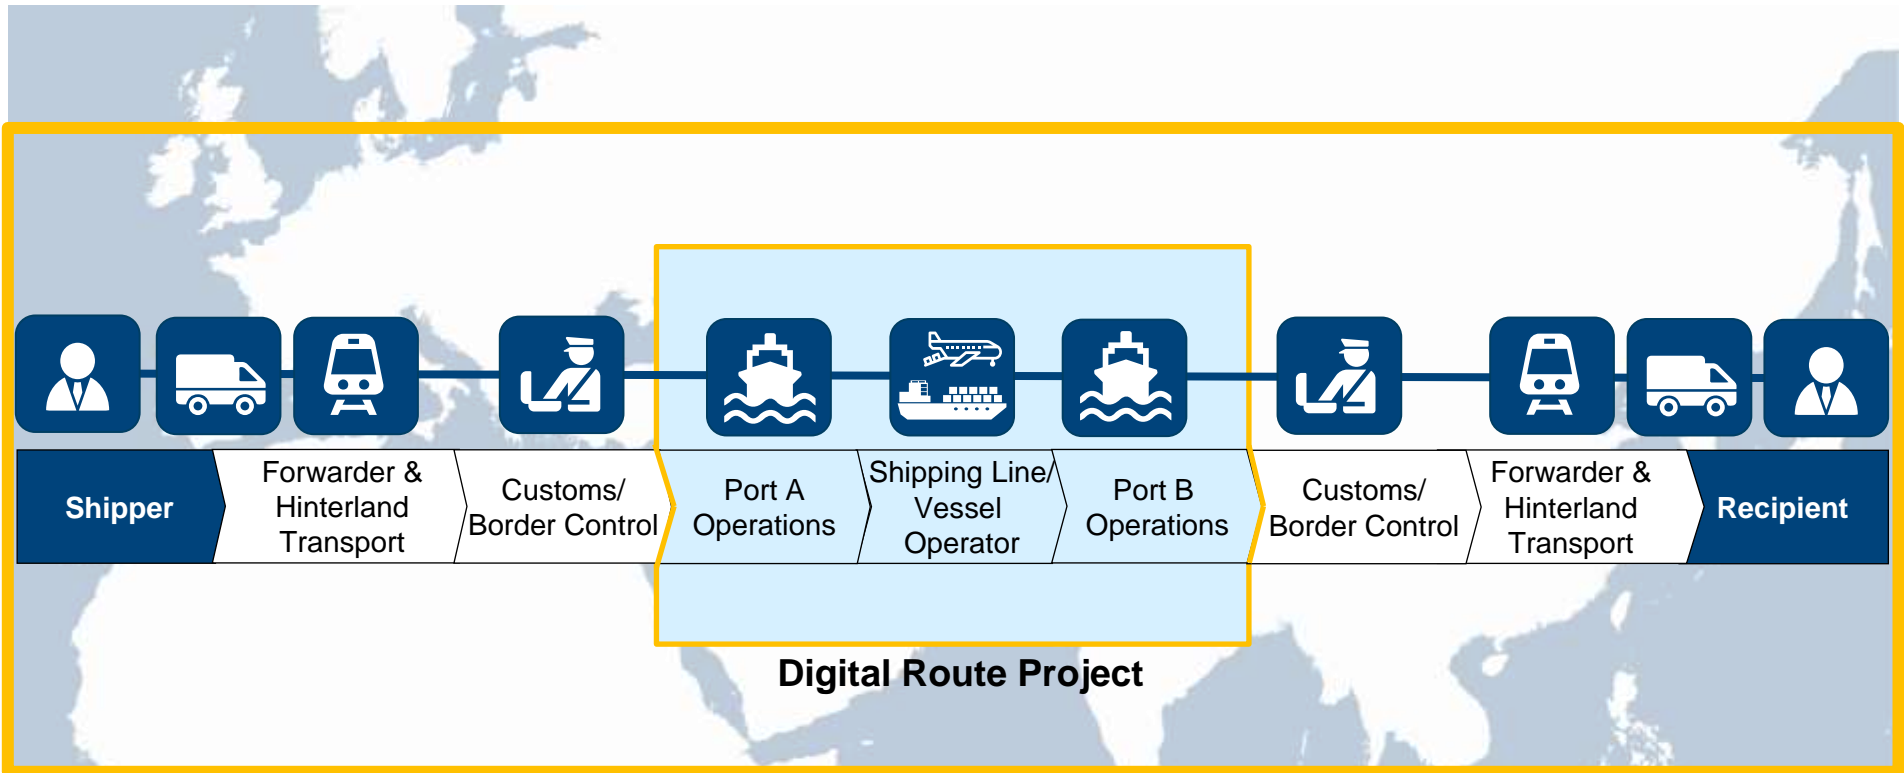 Shipper
Forwarder &
Hinterland
Transport
Customs/
Border Control
Port A
Operations
Shipping Line/
Vessel
Operator
Port B
Operations
Customs/
Border Control
Forwarder &
Hinterland
Transport
Recipient
Digital Route Project